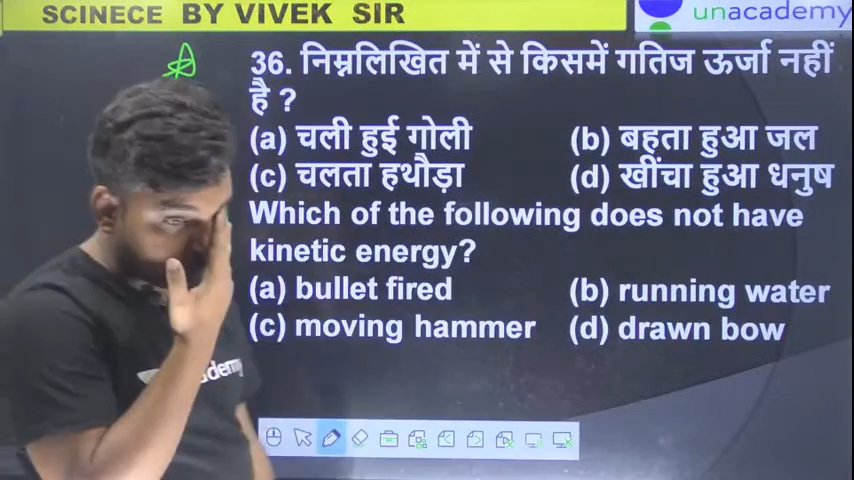 SCINECE BY VIVEK SIR
unacademy
36. निम्नलिखित में से किसमें गतिज ऊर्जा नहीं
है ?
(a) चली हुई गोली (b) बहता हुआ जल
(c) चलता हथौड़ा (d) खींचा हुआ धनुष
Which of the following does not have
kinetic energy?
(a) bullet fired (b) running water
(c) moving hammer (d) drawn bow